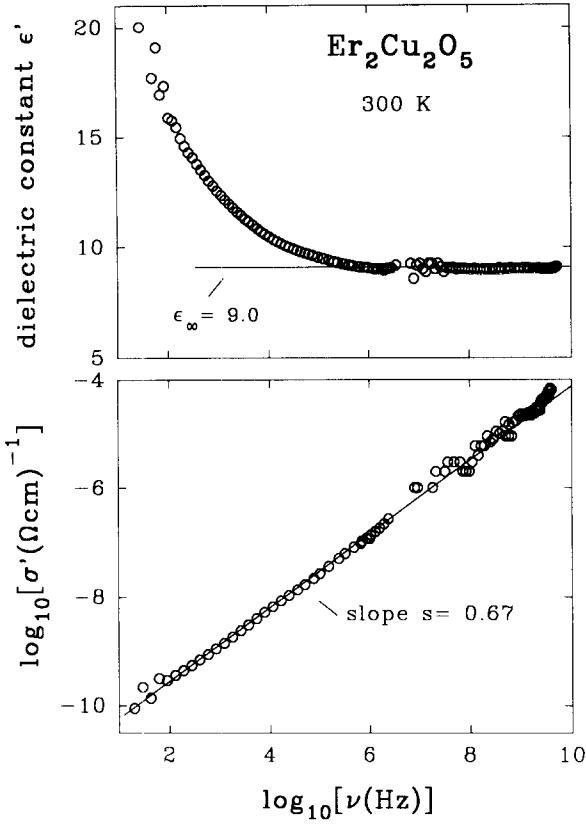 20
15
10
5
dielectric constant ϵ'
Er₂Cu₂O₅
300 K
ϵ∞= 9.0
-4
-6
-8
-10
log₁₀[σ'(Ωcm)⁻¹]
slope s= 0.67
2 4 6 8 10
log₁₀[ν(Hz)]